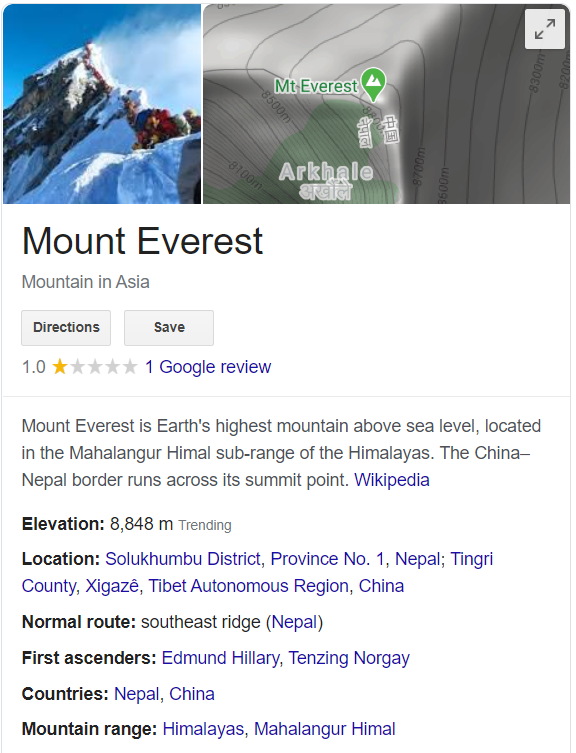 8300m
8200m
Mt Everest
8500m
8800
中国
नेपाल
8700m
8600m
8100m
Arkhale
अर्खाले
Mount Everest
Mountain in Asia
Directions
Save
1.0 1 Google review
Mount Everest is Earth's highest mountain above sea level, located
in the Mahalangur Himal sub-range of the Himalayas. The China–
Nepal border runs across its summit point. Wikipedia
Elevation: 8,848 m Trending
Location: Solukhumbu District, Province No. 1, Nepal; Tingri
County, Xigazê, Tibet Autonomous Region, China
Normal route: southeast ridge (Nepal)
First ascenders: Edmund Hillary, Tenzing Norgay
Countries: Nepal, China
Mountain range: Himalayas, Mahalangur Himal